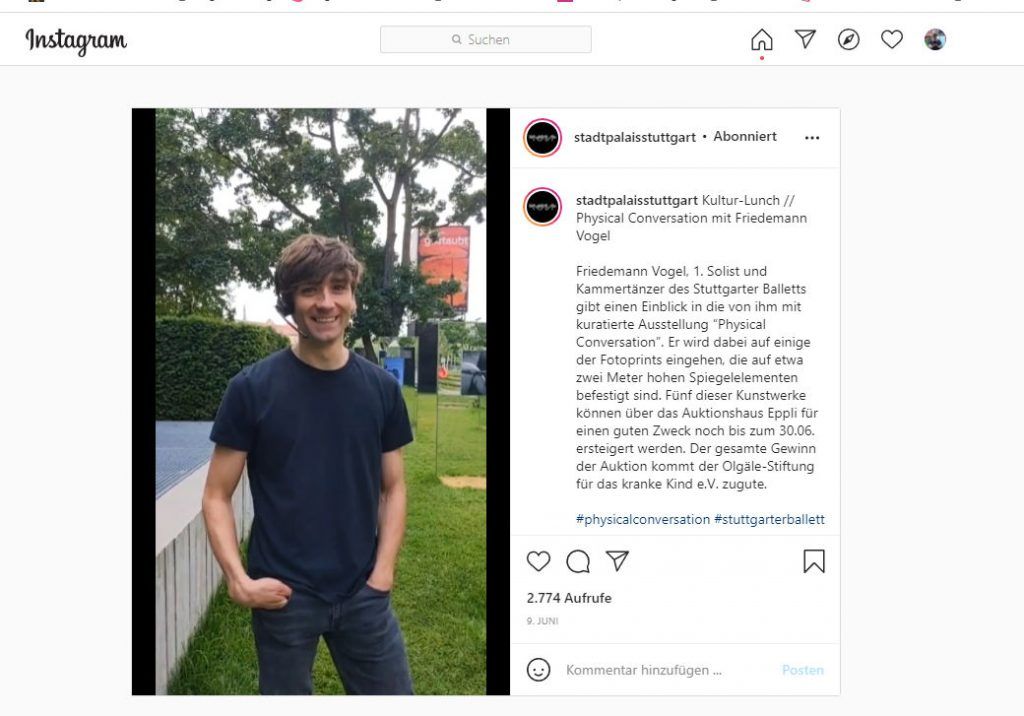 Instagram
Suchen
g rtaubt
stadtpalaisstuttgart • Abonniert
stadtpalaisstuttgart Kultur-Lunch //
Physical Conversation mit Friedemann
Vogel
Friedemann Vogel, 1. Solist und
Kammertänzer des Stuttgarter Balletts
gibt einen Einblick in die von ihm mit
kuratierte Ausstellung “Physical
Conversation”. Er wird dabei auf einige
der Fotoprints eingehen, die auf etwa
zwei Meter hohen Spiegelelementen
befestigt sind. Fünf dieser Kunstwerke
können über das Auktionshaus Eppli für
einen guten Zweck noch bis zum 30.06.
ersteigert werden. Der gesamte Gewinn
der Auktion kommt der Olgäle-Stiftung
für das kranke Kind e.V. zugute.
#physicalconversation #stuttgarterballett
2.774 Aufrufe
9. JUNI
Kommentar hinzufügen ...
Posten